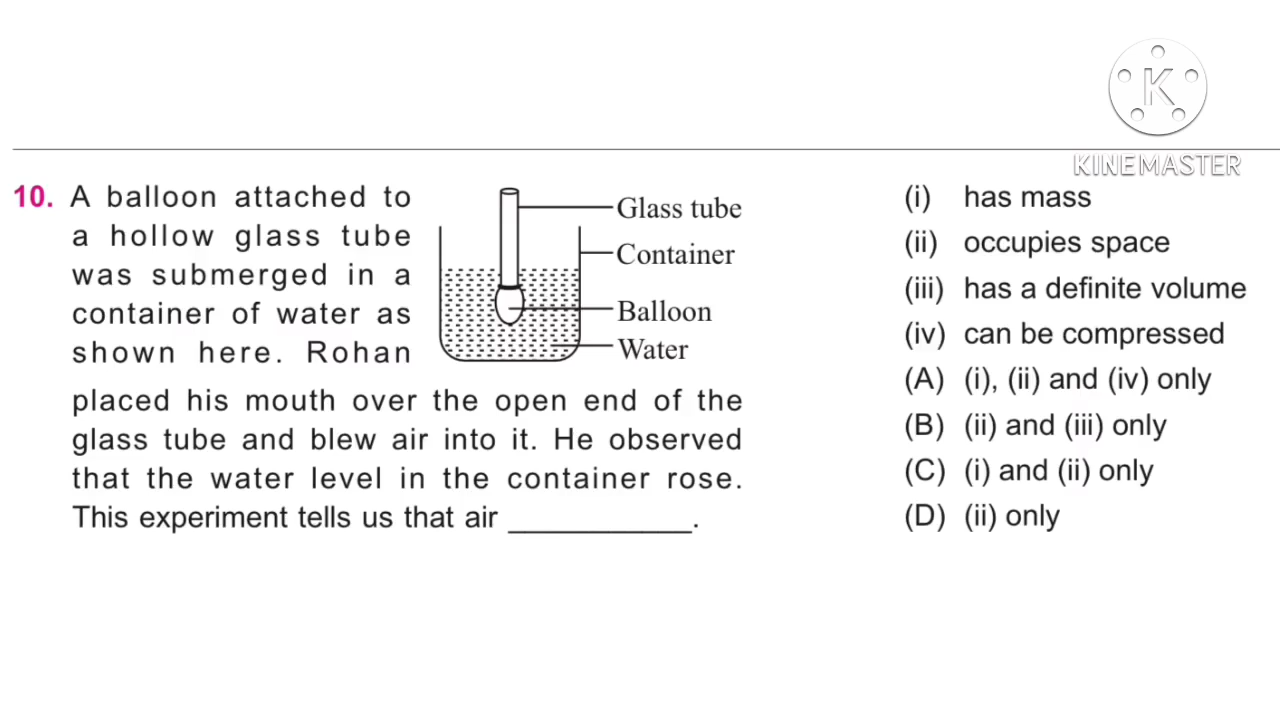 K
KINEMASTER
10. A balloon attached to
a hollow glass tube
was submerged in a
container of water as
shown here. Rohan
placed his mouth over the open end of the
glass tube and blew air into it. He observed
that the water level in the container rose.
This experiment tells us that air ___________.
Glass tube
Container
Balloon
Water
(i) has mass
(ii) occupies space
(iii) has a definite volume
(iv) can be compressed
(A) (i), (ii) and (iv) only
(B) (ii) and (iii) only
(C) (i) and (ii) only
(D) (ii) only